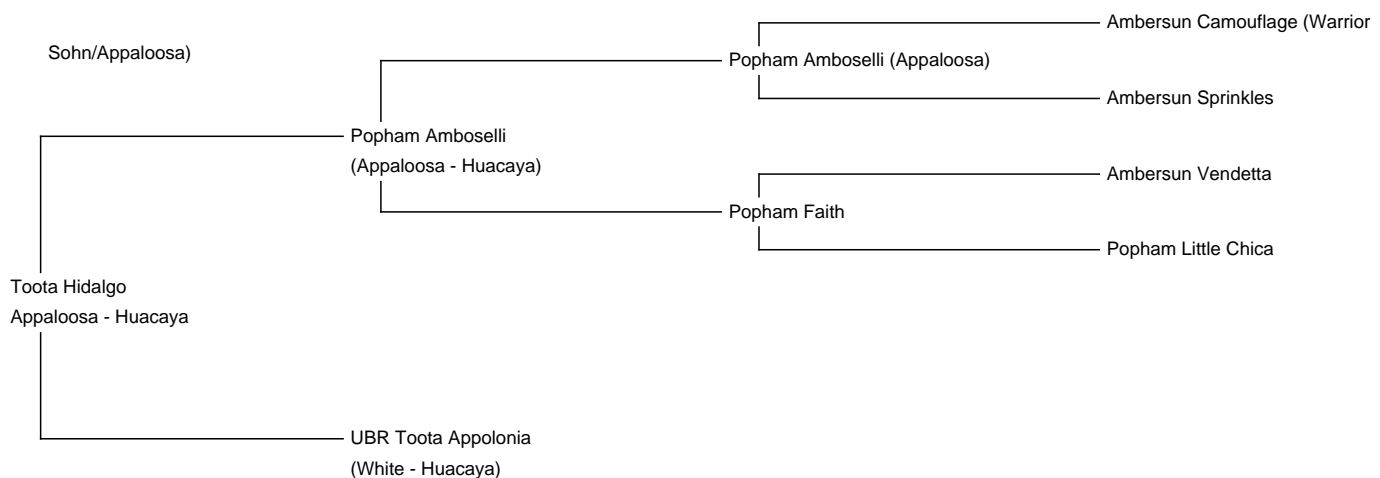 Ambersun Camouflage (Warrior
Sohn/Appaloosa)
Popham Amboselli (Appaloosa)
Ambersun Sprinkles
Popham Amboselli
(Appaloosa - Huacaya)
Ambersun Vendetta
Popham Faith
Popham Little Chica
Toota Hidalgo
Appaloosa - Huacaya
UBR Toota Appolonia
(White - Huacaya)